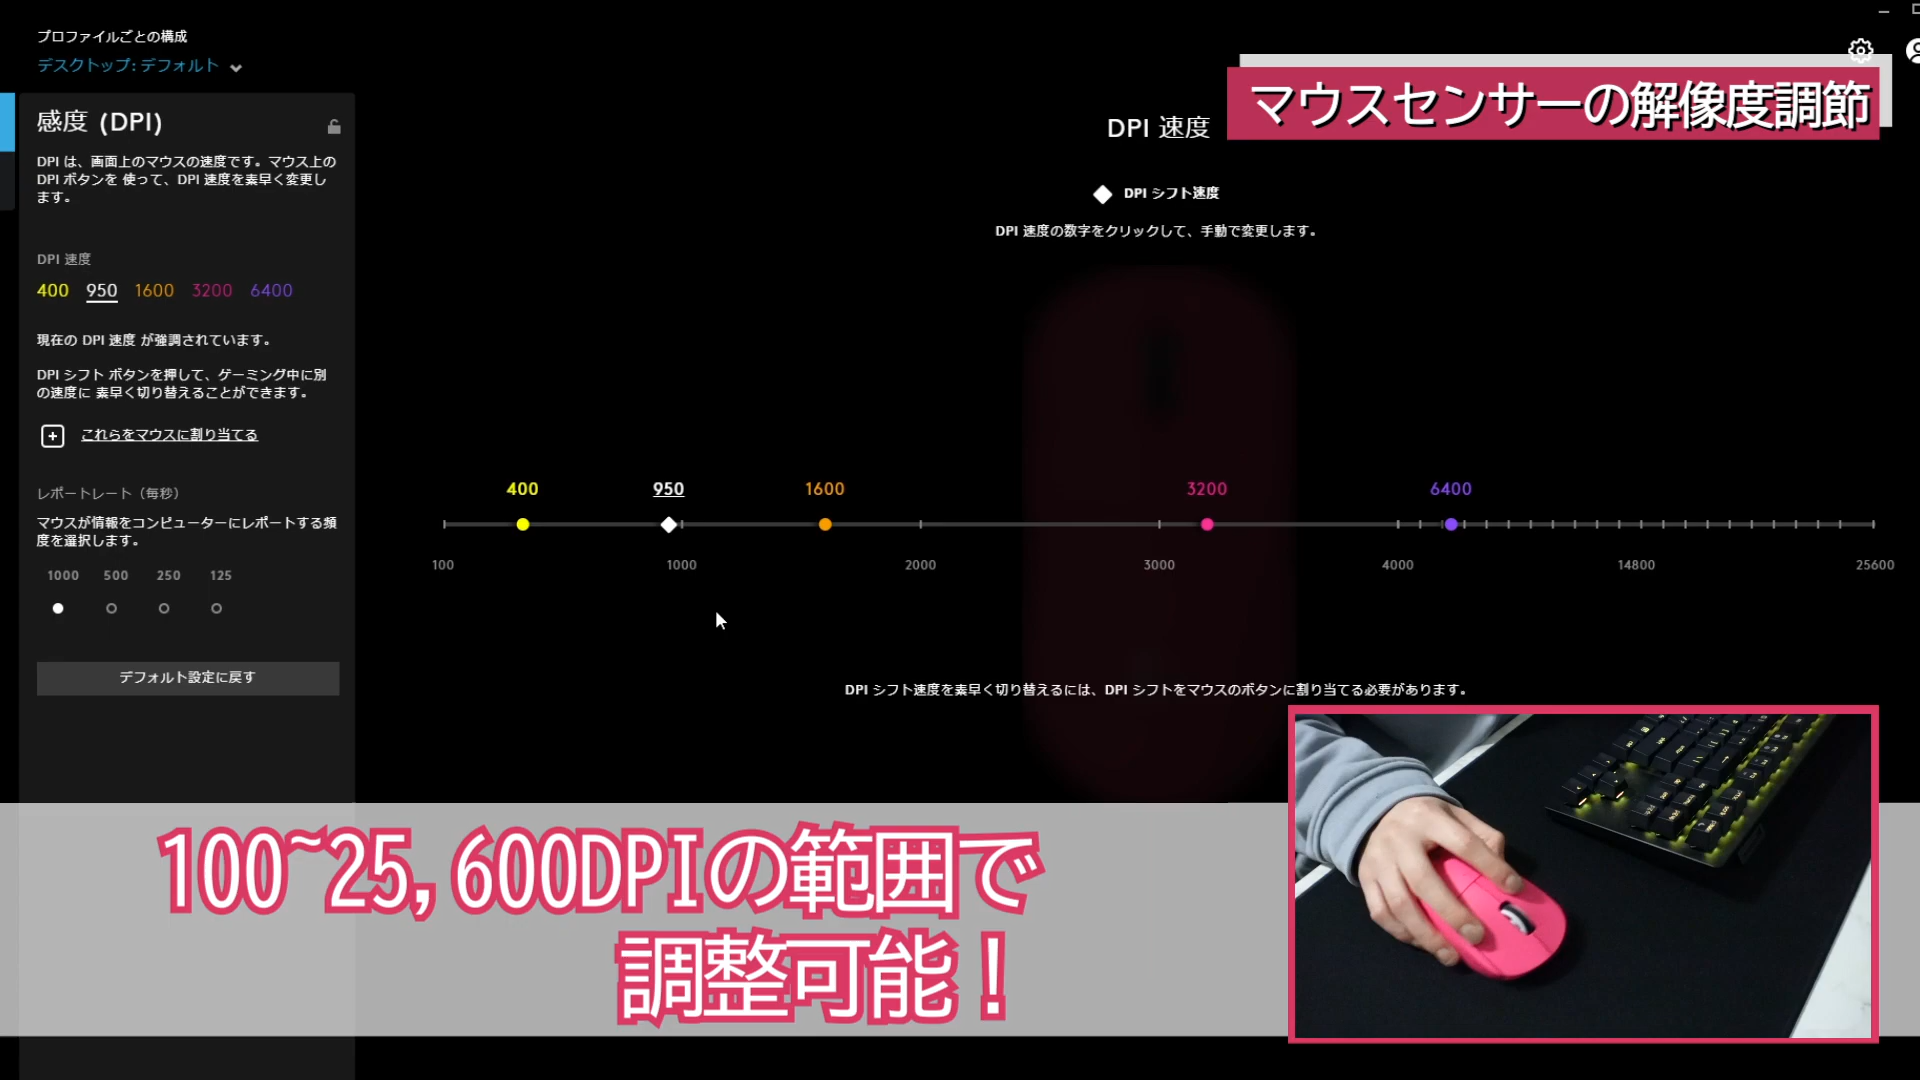 プロファイルごとの構成
デスクトップ: デフォルト
感度 (DPI)
DPI は、画面上のマウスの速度です。マウス上の
DPI ボタンを 使って、DPI 速度を素早く変更し
ます。
DPI 速度
400 950 1600 3200 6400
現在の DPI 速度 が強調されています。
DPI シフト ボタンを押して、ゲーミング中に別
の速度に 素早く切り替えることができます。
これらをマウスに割り当てる
レポートレート（毎秒）
マウスが情報をコンピューターにレポートする頻
度を選択します。
1000 500 250 125
デフォルト設定に戻す
マウスセンサーの解像度調節
DPI 速度
DPI シフト速度
DPI 速度の数字をクリックして、手動で変更します。
400 950 1600 3200 6400
100 1000 2000 3000 4000 14800 25600
DPI シフト速度を素早く切り替えるには、DPI シフトをマウスのボタンに割り当てる必要があります。
100~25,600DPIの範囲で
調整可能！